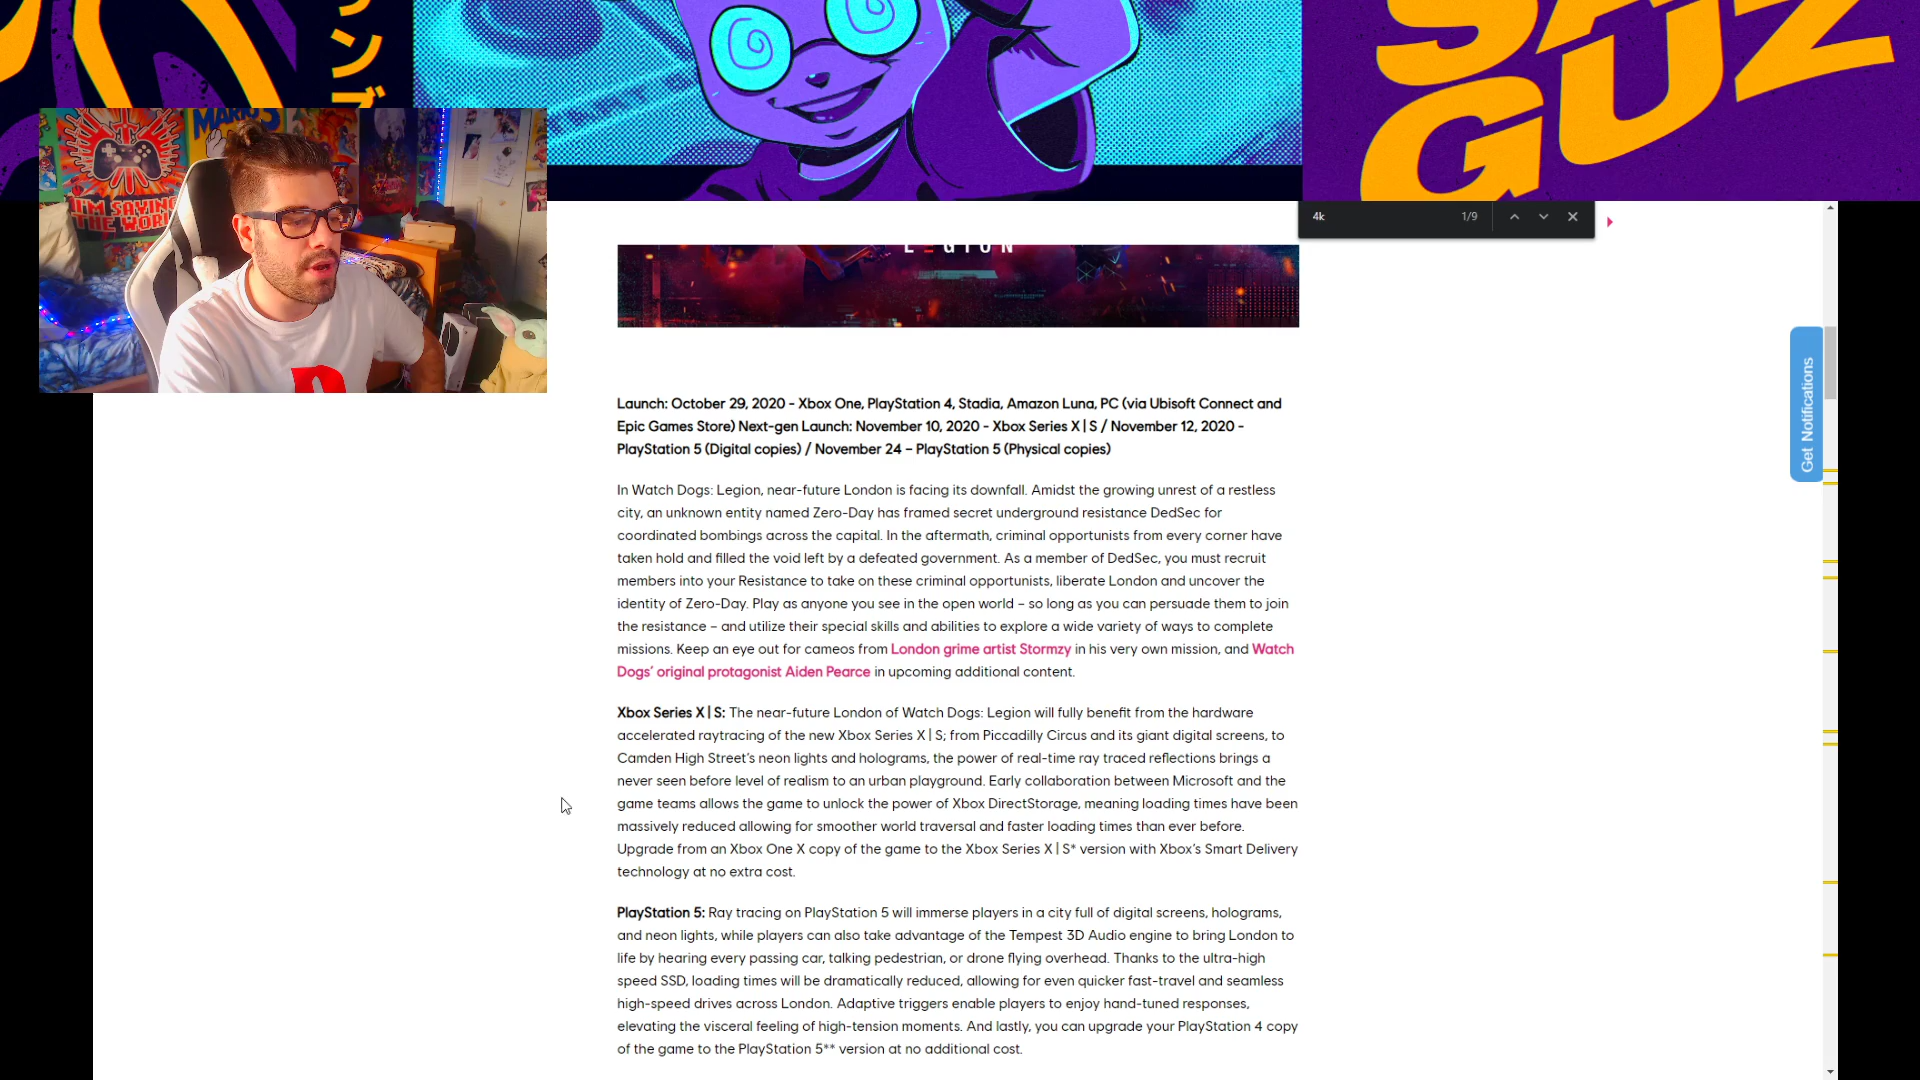 ング
SA
GUZ
MARIO
I'M SAVING
THE WORLD
4k
1/9
LEGION
Get Notifications
Launch: October 29, 2020 - Xbox One, PlayStation 4, Stadia, Amazon Luna, PC (via Ubisoft Connect and
Epic Games Store) Next-gen Launch: November 10, 2020 - Xbox Series X | S / November 12, 2020 -
PlayStation 5 (Digital copies) / November 24 – PlayStation 5 (Physical copies)
In Watch Dogs: Legion, near-future London is facing its downfall. Amidst the growing unrest of a restless
city, an unknown entity named Zero-Day has framed secret underground resistance DedSec for
coordinated bombings across the capital. In the aftermath, criminal opportunists from every corner have
taken hold and filled the void left by a defeated government. As a member of DedSec, you must recruit
members into your Resistance to take on these criminal opportunists, liberate London and uncover the
identity of Zero-Day. Play as anyone you see in the open world – so long as you can persuade them to join
the resistance – and utilize their special skills and abilities to explore a wide variety of ways to complete
missions. Keep an eye out for cameos from London grime artist Stormzy in his very own mission, and Watch
Dogs’ original protagonist Aiden Pearce in upcoming additional content.
Xbox Series X | S: The near-future London of Watch Dogs: Legion will fully benefit from the hardware
accelerated raytracing of the new Xbox Series X | S; from Piccadilly Circus and its giant digital screens, to
Camden High Street’s neon lights and holograms, the power of real-time ray traced reflections brings a
never seen before level of realism to an urban playground. Early collaboration between Microsoft and the
game teams allows the game to unlock the power of Xbox DirectStorage, meaning loading times have been
massively reduced allowing for smoother world traversal and faster loading times than ever before.
Upgrade from an Xbox One X copy of the game to the Xbox Series X | S* version with Xbox’s Smart Delivery
technology at no extra cost.
PlayStation 5: Ray tracing on PlayStation 5 will immerse players in a city full of digital screens, holograms,
and neon lights, while players can also take advantage of the Tempest 3D Audio engine to bring London to
life by hearing every passing car, talking pedestrian, or drone flying overhead. Thanks to the ultra-high
speed SSD, loading times will be dramatically reduced, allowing for even quicker fast-travel and seamless
high-speed drives across London. Adaptive triggers enable players to enjoy hand-tuned responses,
elevating the visceral feeling of high-tension moments. And lastly, you can upgrade your PlayStation 4 copy
of the game to the PlayStation 5** version at no additional cost.